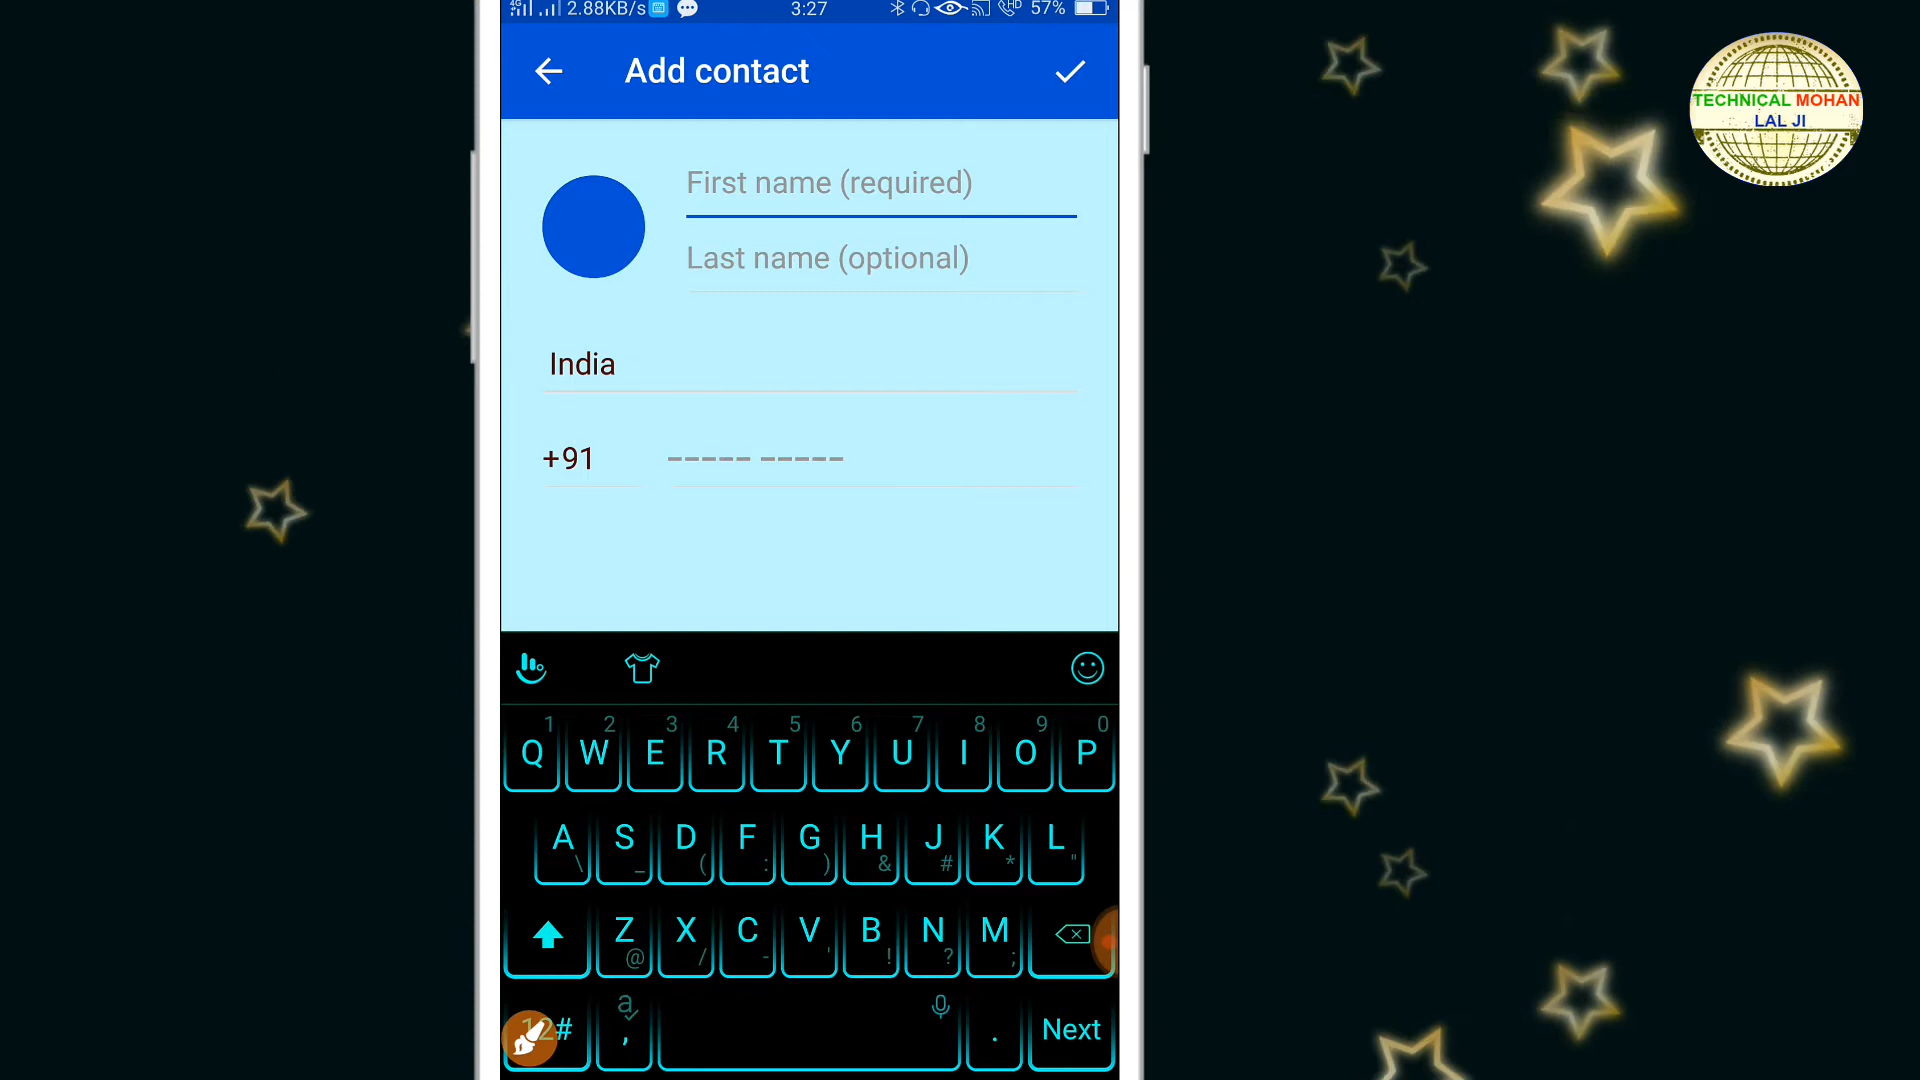 2.88KB/s 3:27 HD 57%
Add contact
TECHNICAL MOHAN
LAL JI
First name (required)
Last name (optional)
India
+91 ----- -----
1 2 3 4 5 6 7 8 9 0
Q W E R T Y U I O P
A S D F G H J K L
\ _ ( : ) & # * "
Z X C V B N M
@ / - ' ! ? ;
12# a , . Next